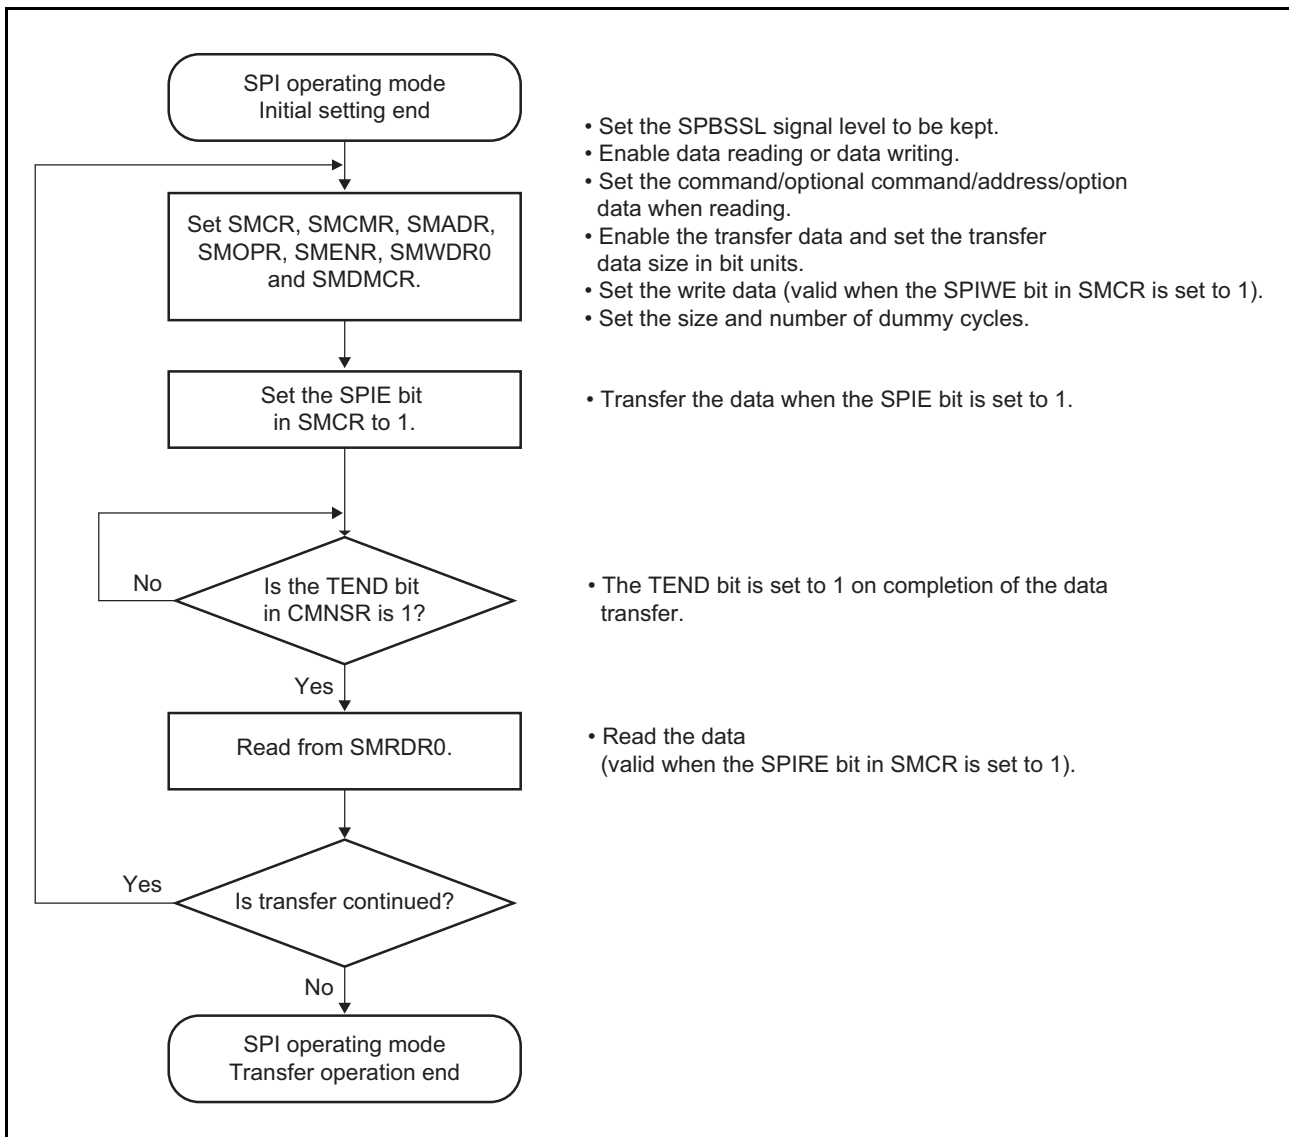 SPI operating mode
Initial setting end
• Set the SPBSSL signal level to be kept.
• Enable data reading or data writing.
• Set the command/optional command/address/option
data when reading.
• Enable the transfer data and set the transfer
data size in bit units.
• Set the write data (valid when the SPIWE bit in SMCR is set to 1).
• Set the size and number of dummy cycles.
Set SMCR, SMCMR, SMADR,
SMOPR, SMENR, SMWDR0
and SMDMCR.
Set the SPIE bit
in SMCR to 1.
• Transfer the data when the SPIE bit is set to 1.
No
Is the TEND bit
in CMNSR is 1?
• The TEND bit is set to 1 on completion of the data
transfer.
Yes
Read from SMRDR0.
• Read the data
(valid when the SPIRE bit in SMCR is set to 1).
Yes
Is transfer continued?
No
SPI operating mode
Transfer operation end